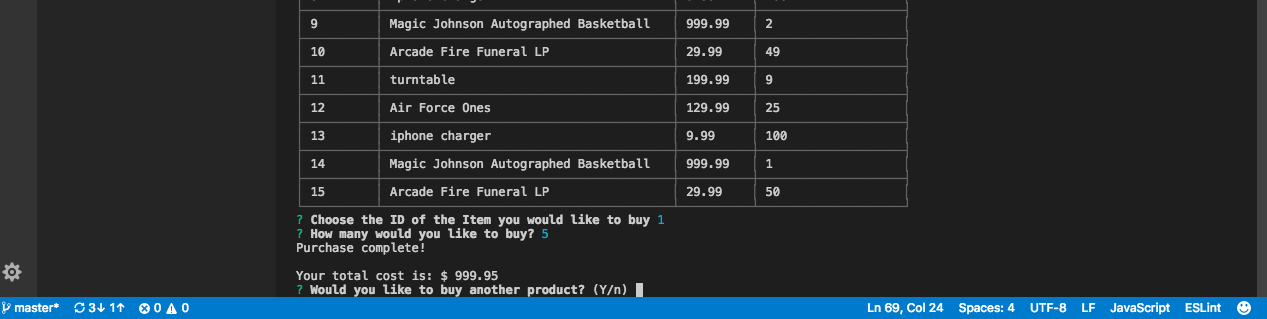 9 Magic Johnson Autographed Basketball 999.99 2
10 Arcade Fire Funeral LP 29.99 49
11 turntable 199.99 9
12 Air Force Ones 129.99 25
13 iphone charger 9.99 100
14 Magic Johnson Autographed Basketball 999.99 1
15 Arcade Fire Funeral LP 29.99 50
? Choose the ID of the Item you would like to buy 1
? How many would you like to buy? 5
Purchase complete!
Your total cost is: $ 999.95
? Would you like to buy another product? (Y/n)
master* 3↓ 1↑ 0 0 Ln 69, Col 24 Spaces: 4 UTF-8 LF JavaScript ESLint